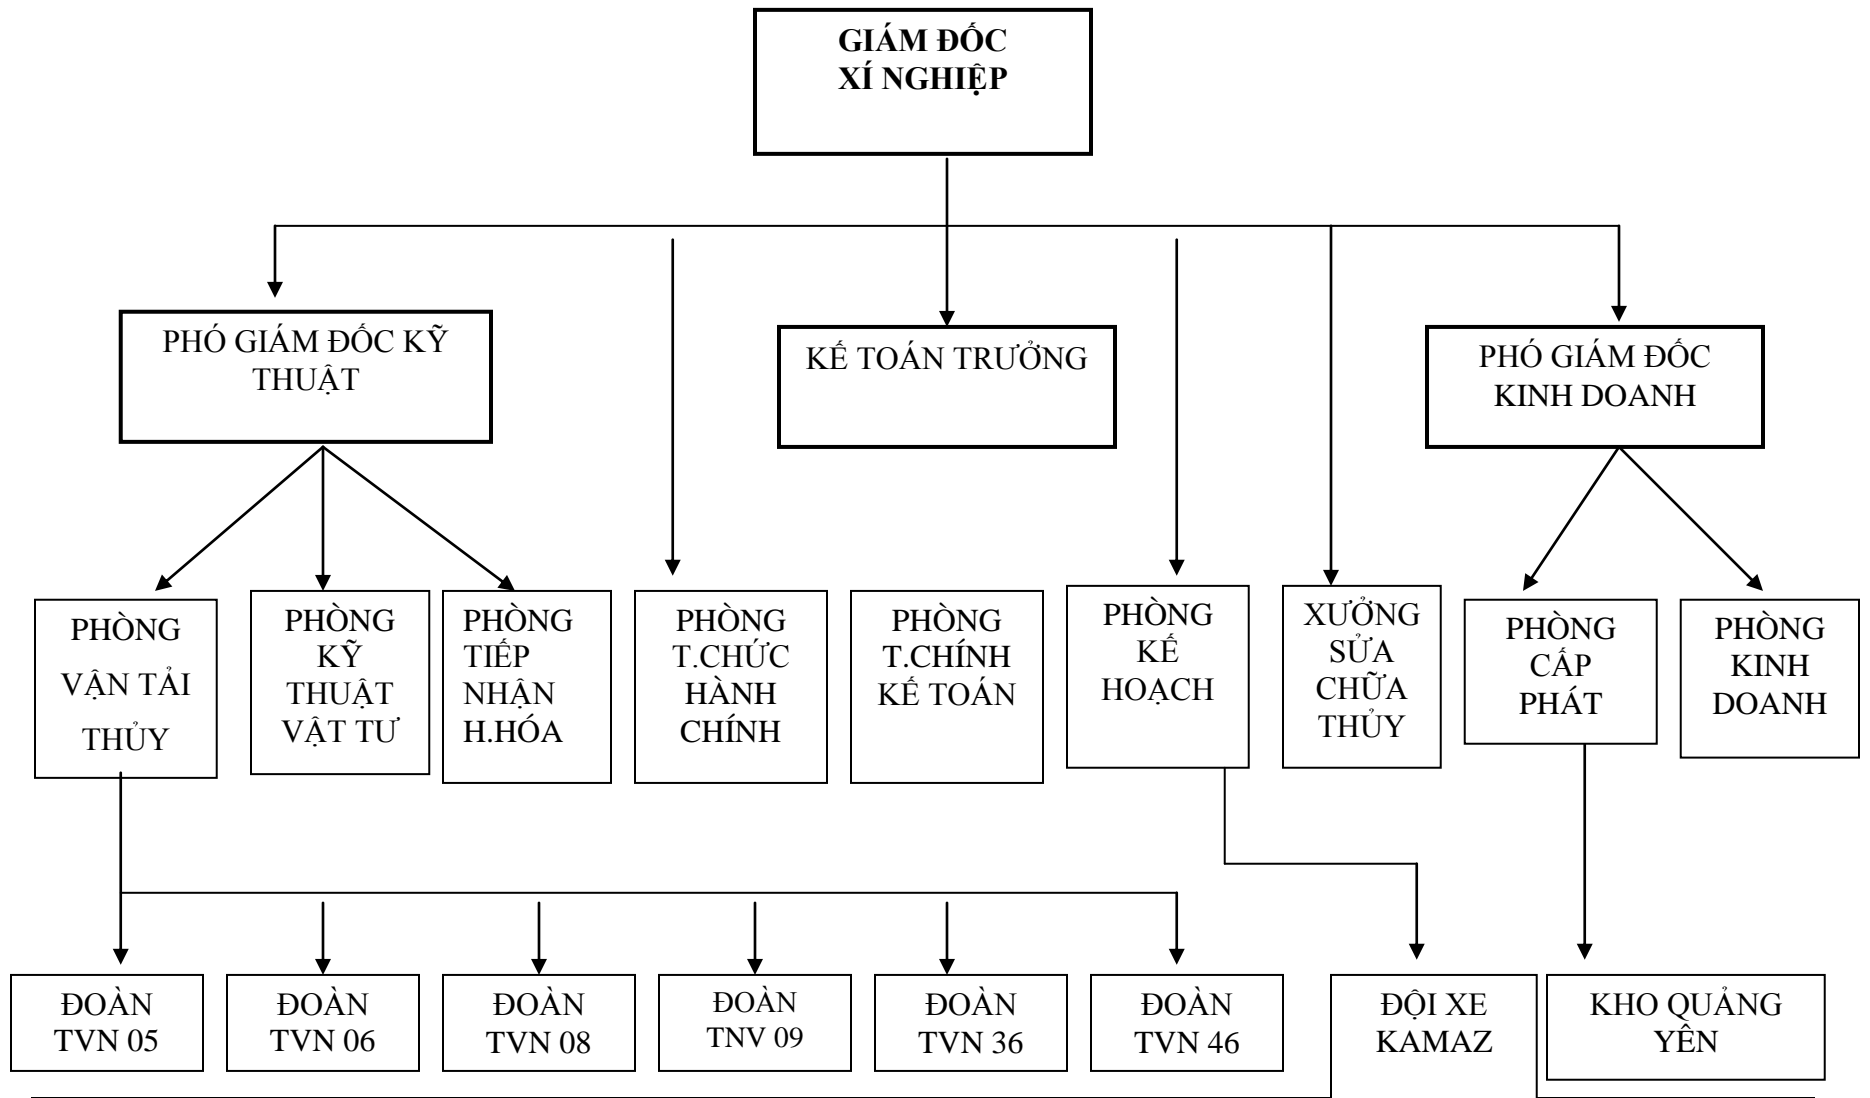 GIÁM ĐỐC
XÍ NGHIỆP
PHÓ GIÁM ĐỐC KỸ
THUẬT
KẾ TOÁN TRƯỞNG
PHÓ GIÁM ĐỐC
KINH DOANH
PHÒNG
VẬN TẢI
THỦY
PHÒNG
KỸ
THUẬT
VẬT TƯ
PHÒNG
TIẾP
NHẬN
H.HÓA
PHÒNG
T.CHỨC
HÀNH
CHÍNH
PHÒNG
T.CHÍNH
KẾ TOÁN
PHÒNG
KẾ
HOẠCH
XƯỞNG
SỬA
CHỮA
THỦY
PHÒNG
CẤP
PHÁT
PHÒNG
KINH
DOANH
ĐOÀN
TVN 05
ĐOÀN
TVN 06
ĐOÀN
TVN 08
ĐOÀN
TNV 09
ĐOÀN
TVN 36
ĐOÀN
TVN 46
ĐỘI XE
KAMAZ
KHO QUẢNG
YÊN